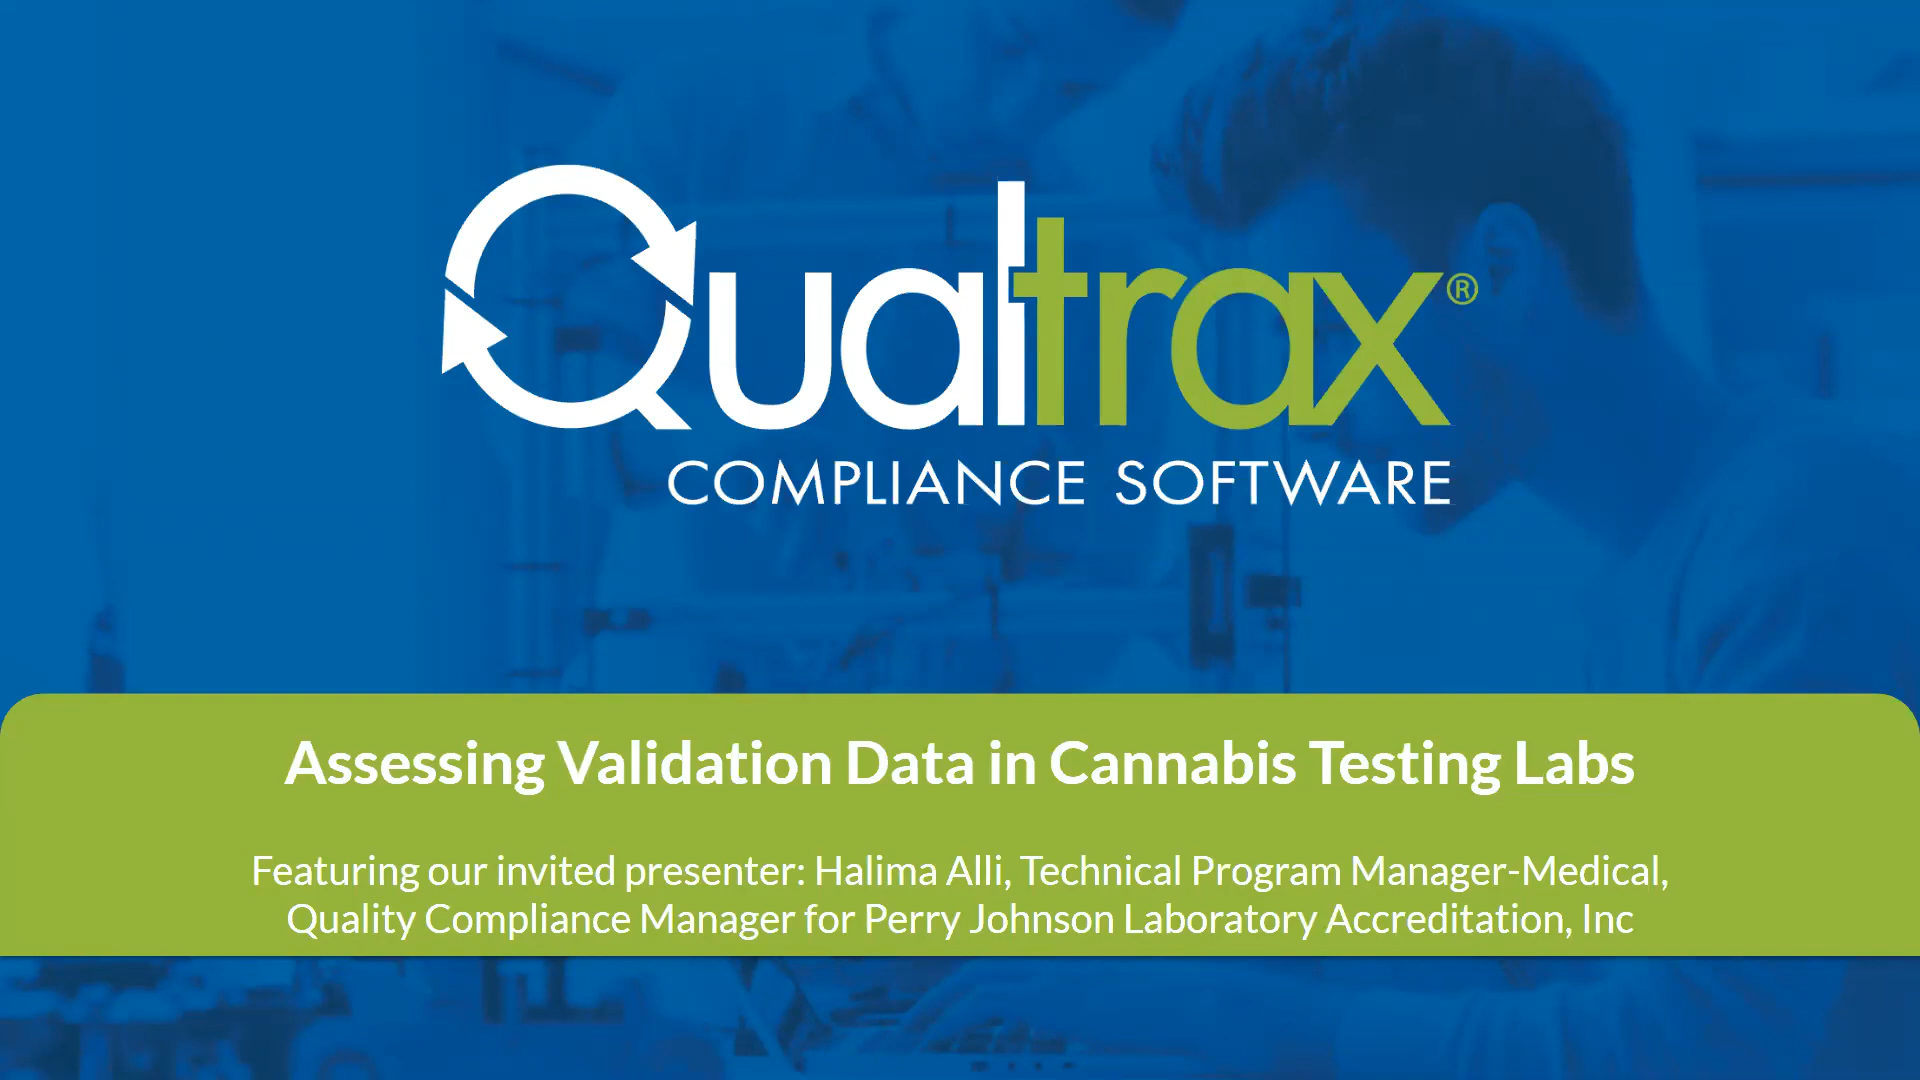 Qualtrax®
COMPLIANCE SOFTWARE
Assessing Validation Data in Cannabis Testing Labs
Featuring our invited presenter: Halima Alli, Technical Program Manager-Medical,
Quality Compliance Manager for Perry Johnson Laboratory Accreditation, Inc